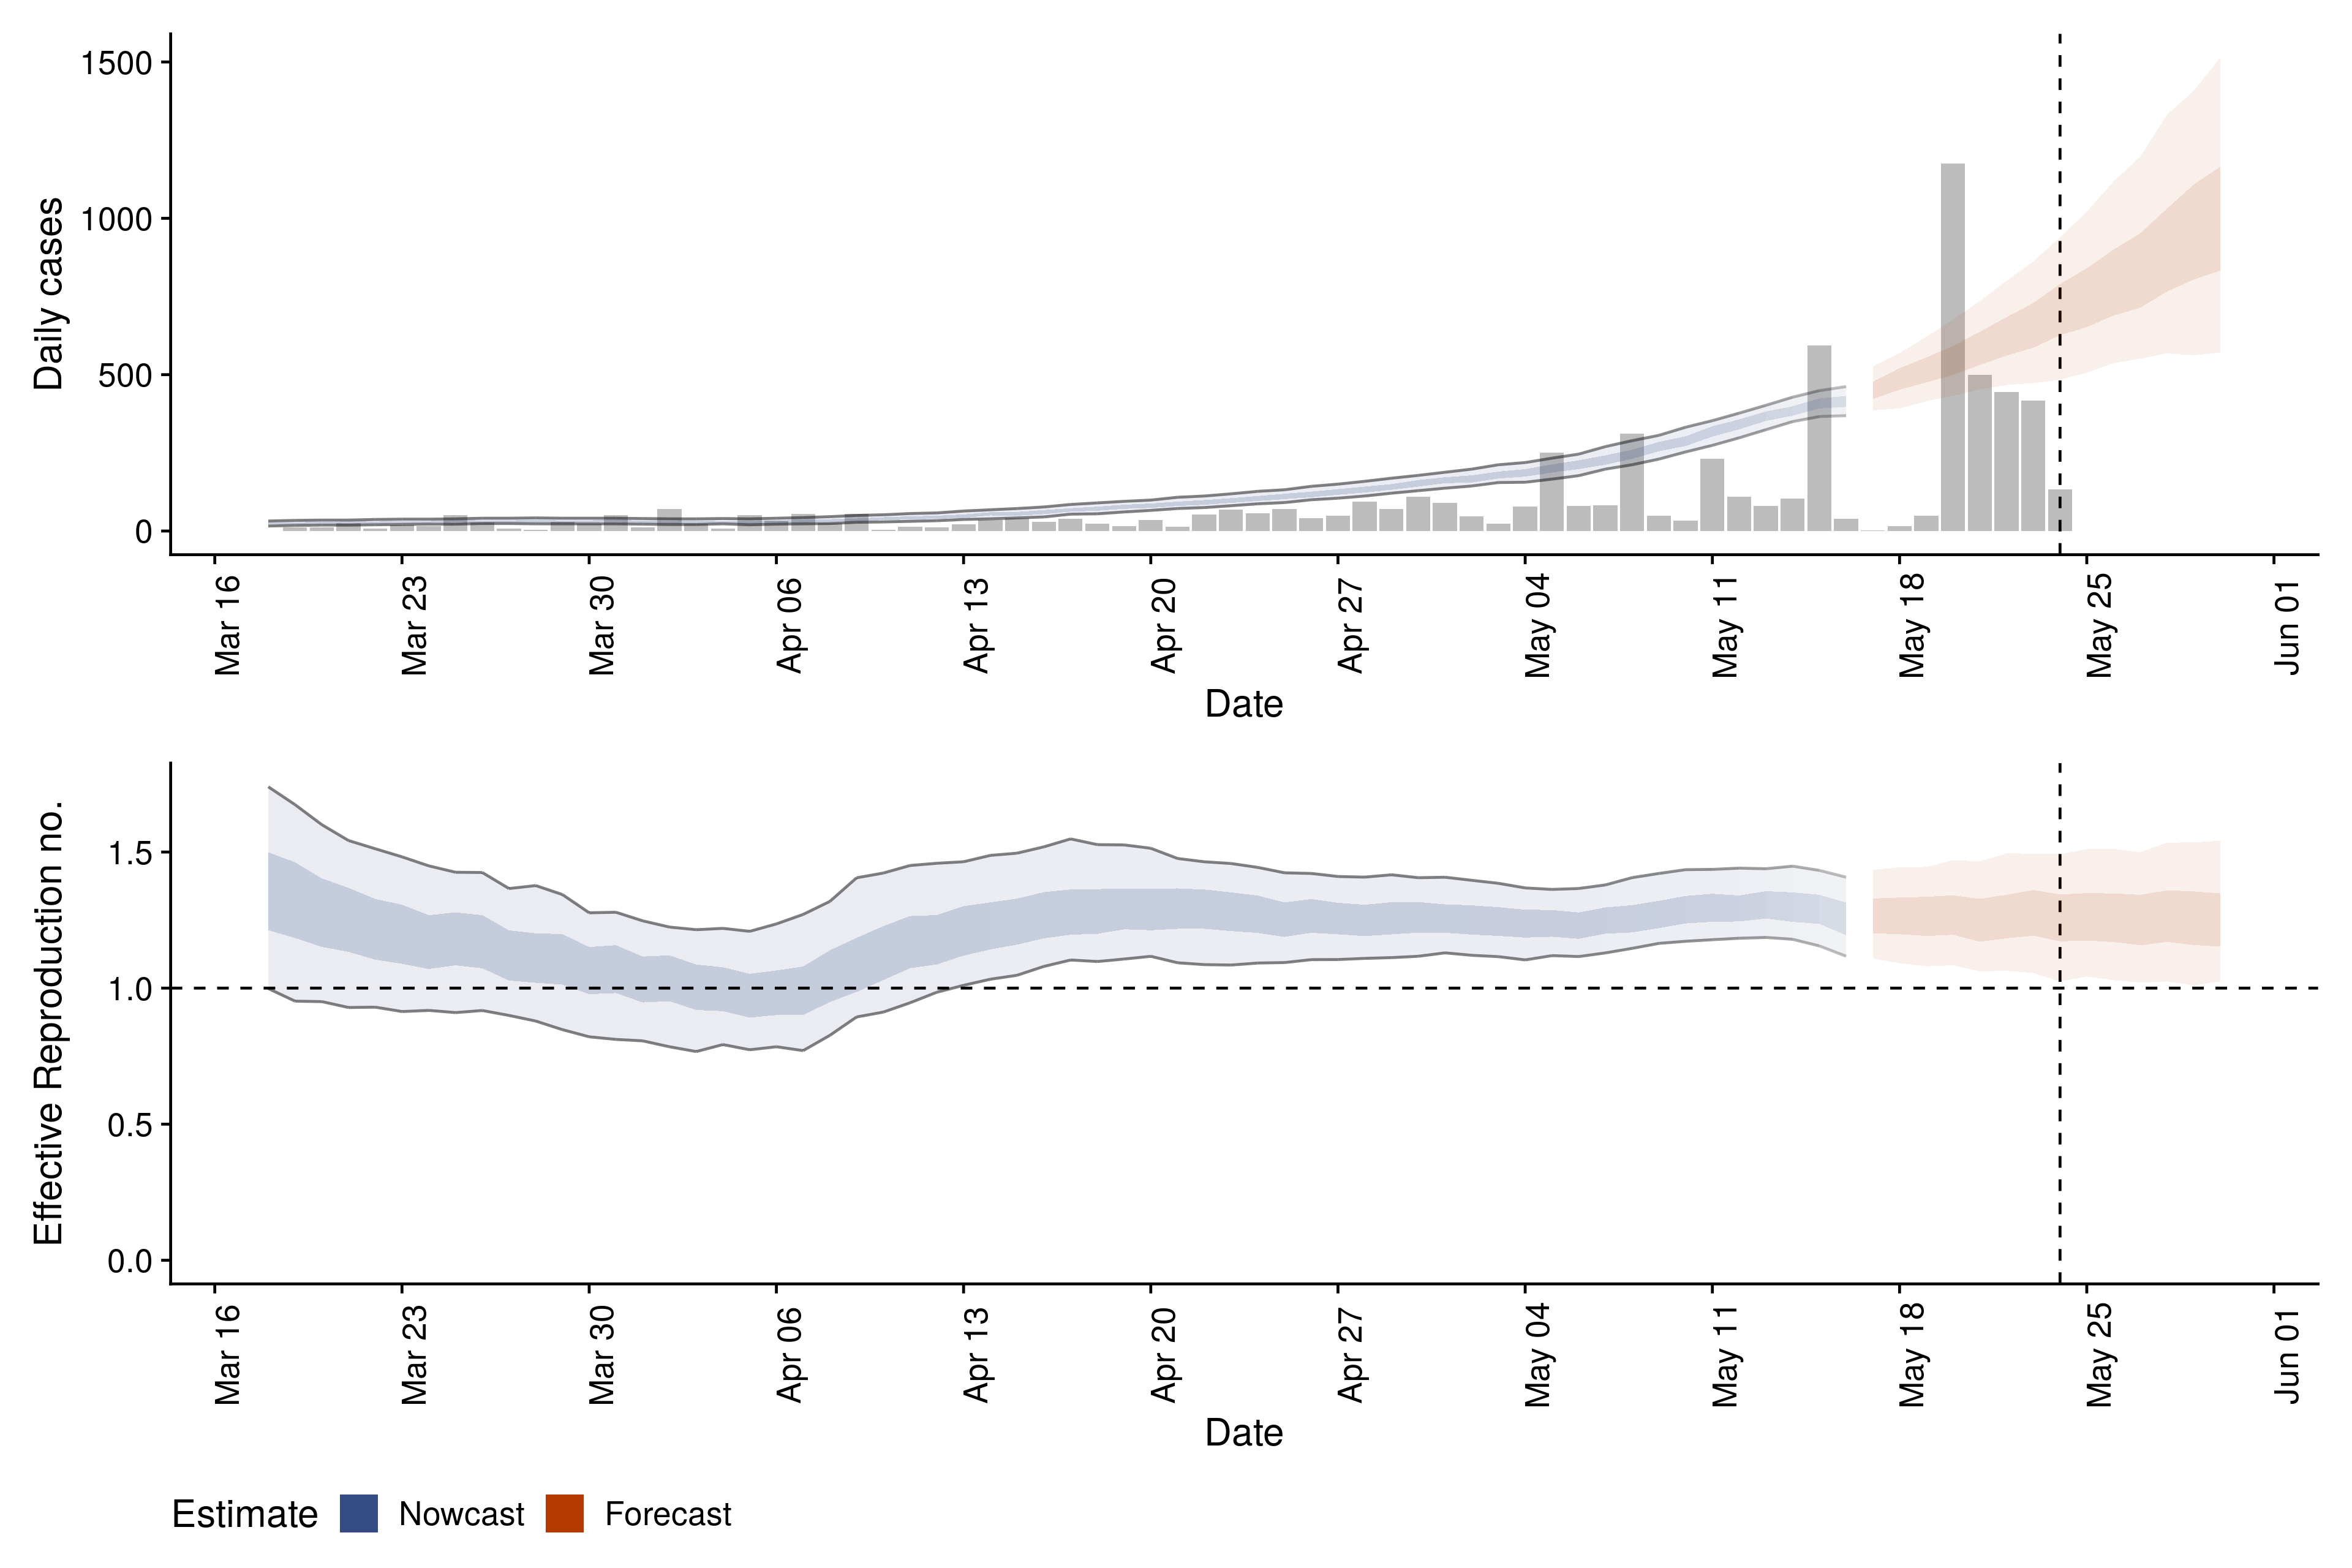 Daily cases
1500
1000
500
0
Mar 16
Mar 23
Mar 30
Apr 06
Apr 13
Apr 20
Apr 27
May 04
May 11
May 18
May 25
Jun 01
Date
Effective Reproduction no.
1.5
1.0
0.5
0.0
Mar 16
Mar 23
Mar 30
Apr 06
Apr 13
Apr 20
Apr 27
May 04
May 11
May 18
May 25
Jun 01
Date
Estimate Nowcast Forecast